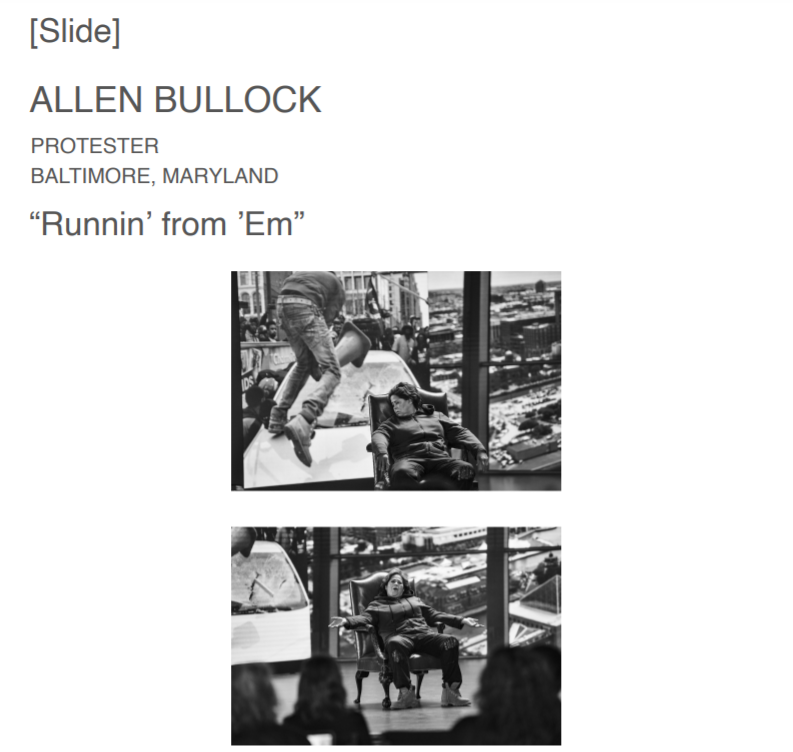 [Slide]
ALLEN BULLOCK
PROTESTER
BALTIMORE, MARYLAND
“Runnin’ from ’Em”